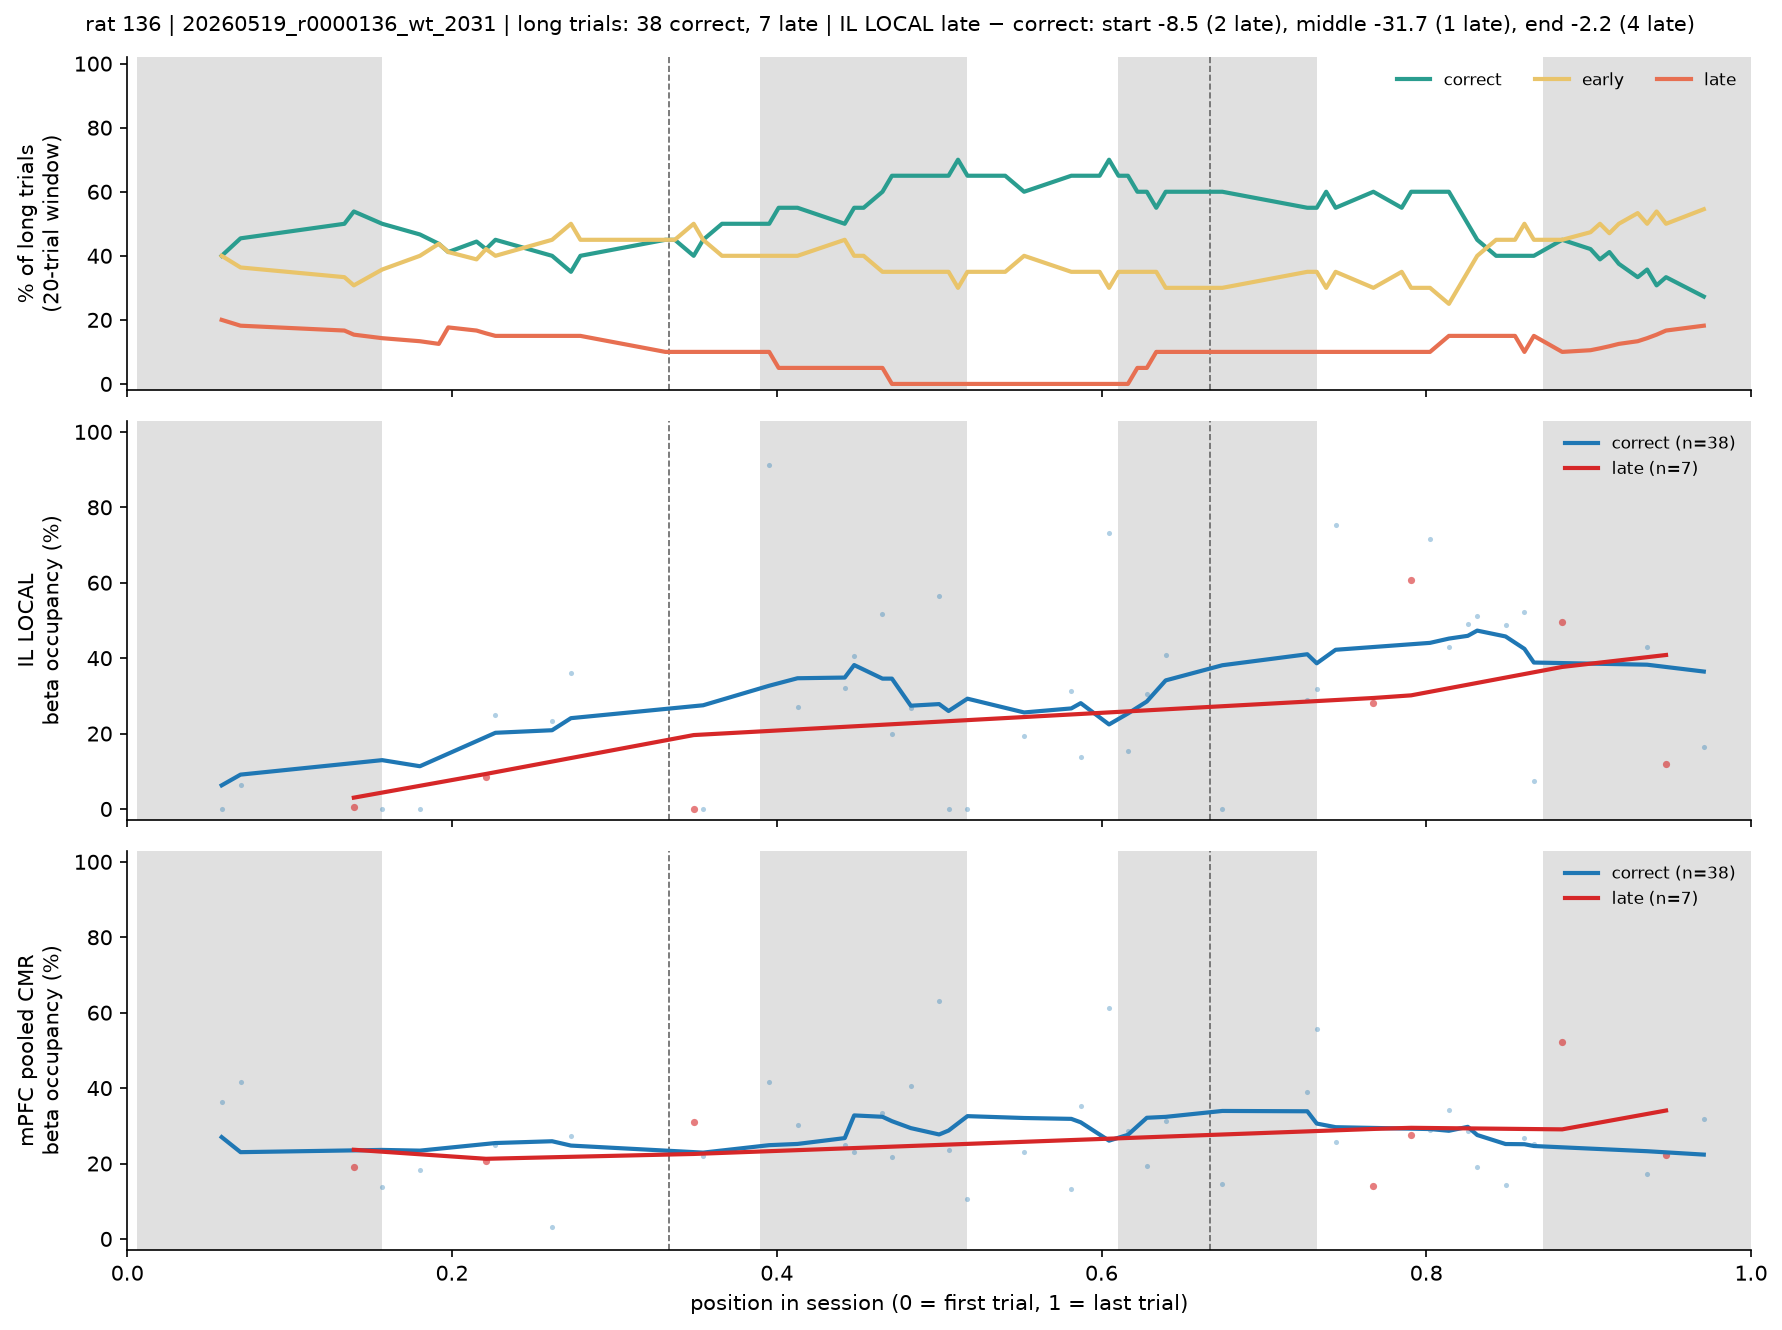 rat 136 | 20260519_r0000136_wt_2031 | long trials: 38 correct, 7 late | IL LOCAL late − correct: start -8.5 (2 late), middle -31.7 (1 late), end -2.2 (4 late)
% of long trials
(20-trial window)
100
80
60
40
20
0
correct
early
late
IL LOCAL
beta occupancy (%)
100
80
60
40
20
0
correct (n=38)
late (n=7)
mPFC pooled CMR
beta occupancy (%)
100
80
60
40
20
0
correct (n=38)
late (n=7)
0.0 0.2 0.4 0.6 0.8 1.0
position in session (0 = first trial, 1 = last trial)